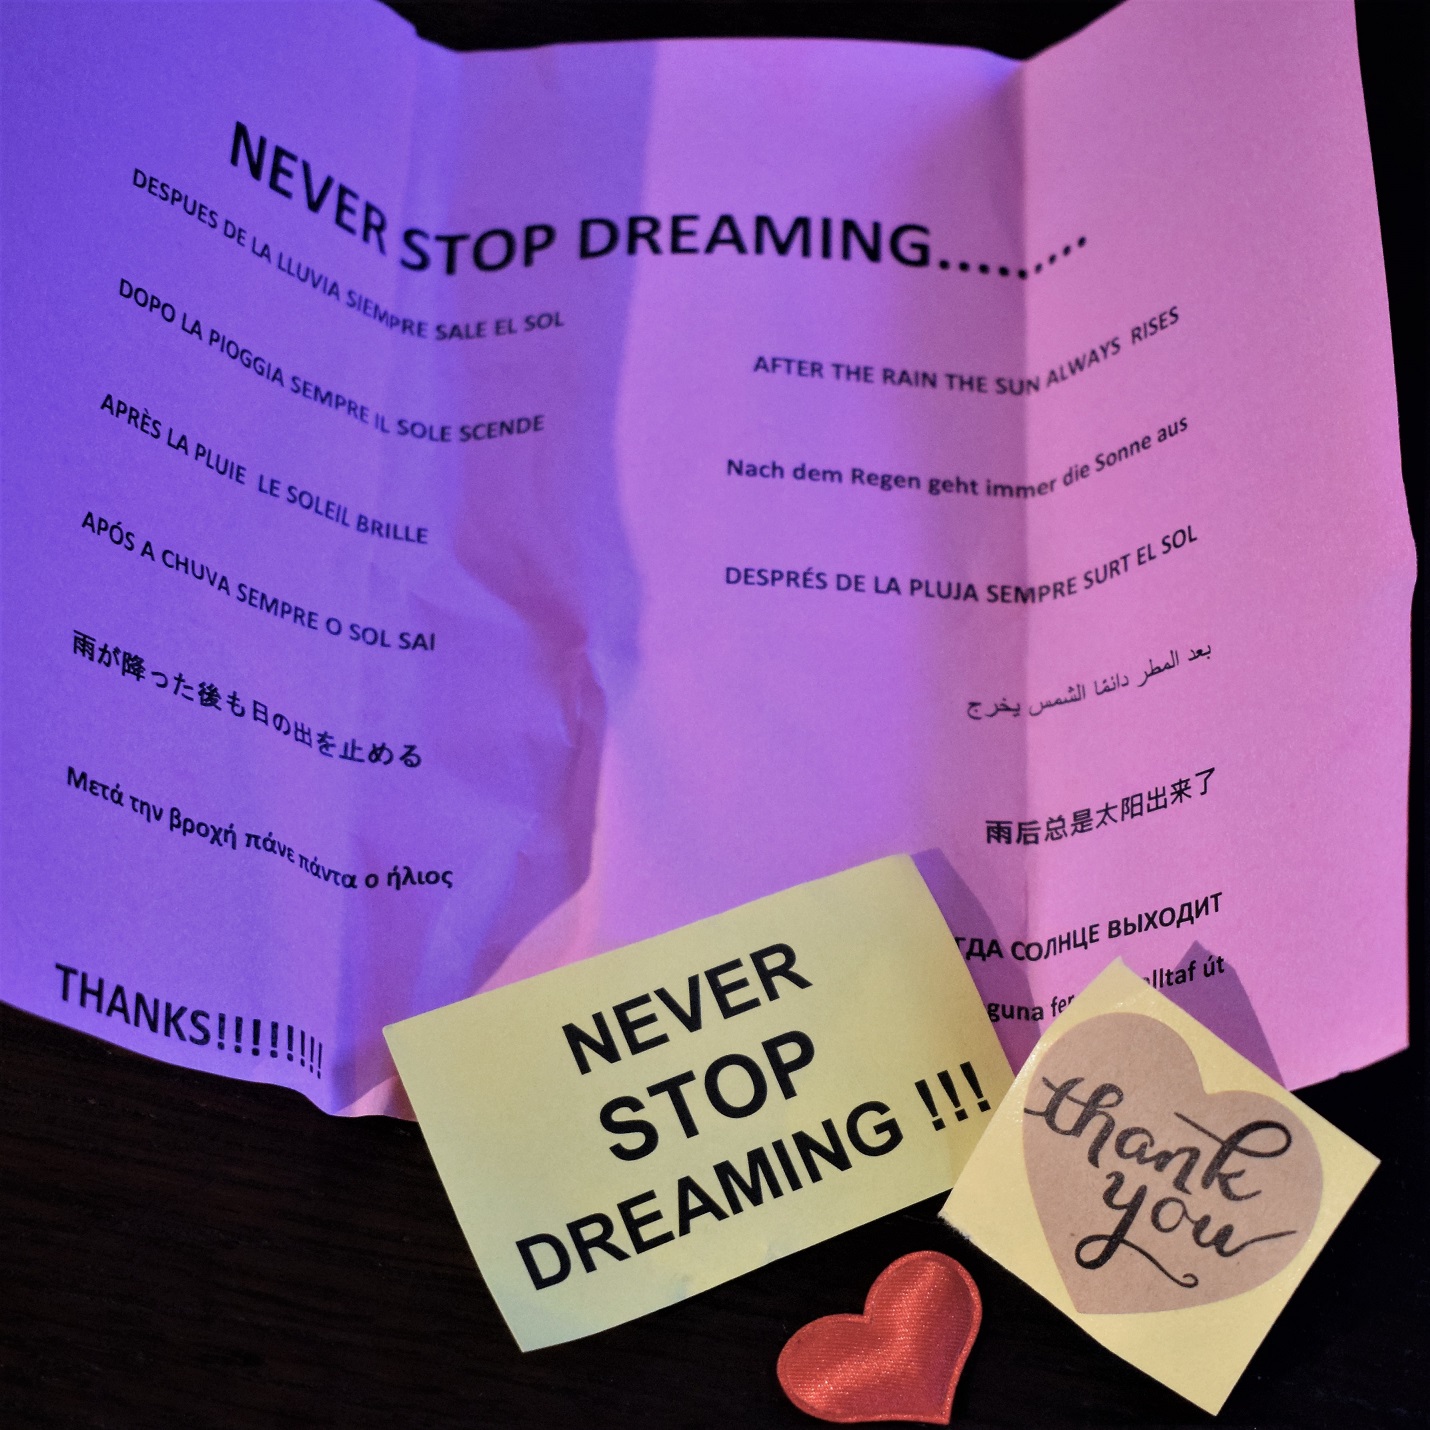 NEVER STOP DREAMING.........
DESPUES DE LA LLUVIA SIEMPRE SALE EL SOL
DOPO LA PIOGGIA SEMPRE IL SOLE SCENDE
APRÈS LA PLUIE LE SOLEIL BRILLE
APÓS A CHUVA SEMPRE O SOL SAI
雨が降った後も日の出を止める
Μετά την βροχή πάνε πάντα ο ήλιος
THANKS!!!!!!!!!
AFTER THE RAIN THE SUN ALWAYS RISES
Nach dem Regen geht immer die Sonne aus
DESPRÉS DE LA PLUJA SEMPRE SURT EL SOL
بعد المطر دائمًا الشمس يخرج
雨后总是太阳出来了
СОЛНЦЕ ВЫХОДИТ
út
NEVER
STOP
DREAMING !!!
thank
you